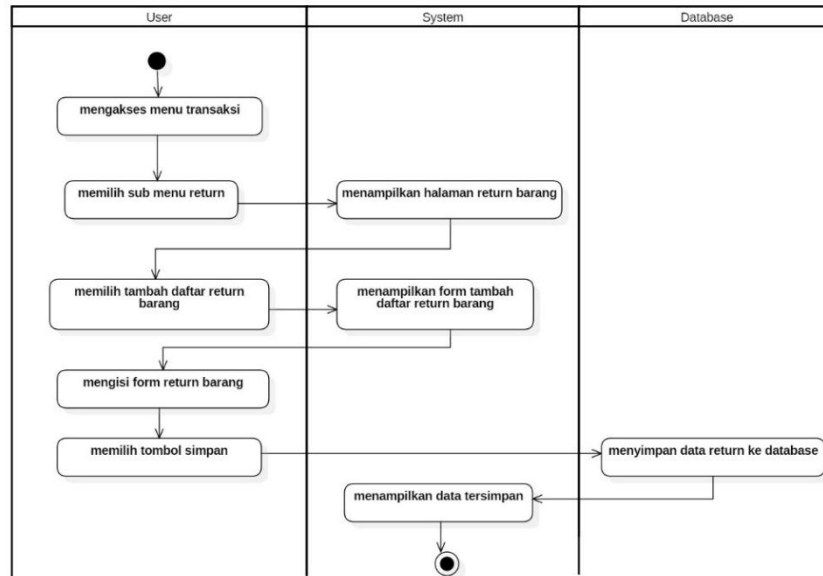 User
System
Database
mengakses menu transaksi
memilih sub menu return
menampilkan halaman return barang
memilih tambah daftar return
barang
menampilkan form tambah
daftar return barang
mengisi form return barang
memilih tombol simpan
menyimpan data return ke database
menampilkan data tersimpan